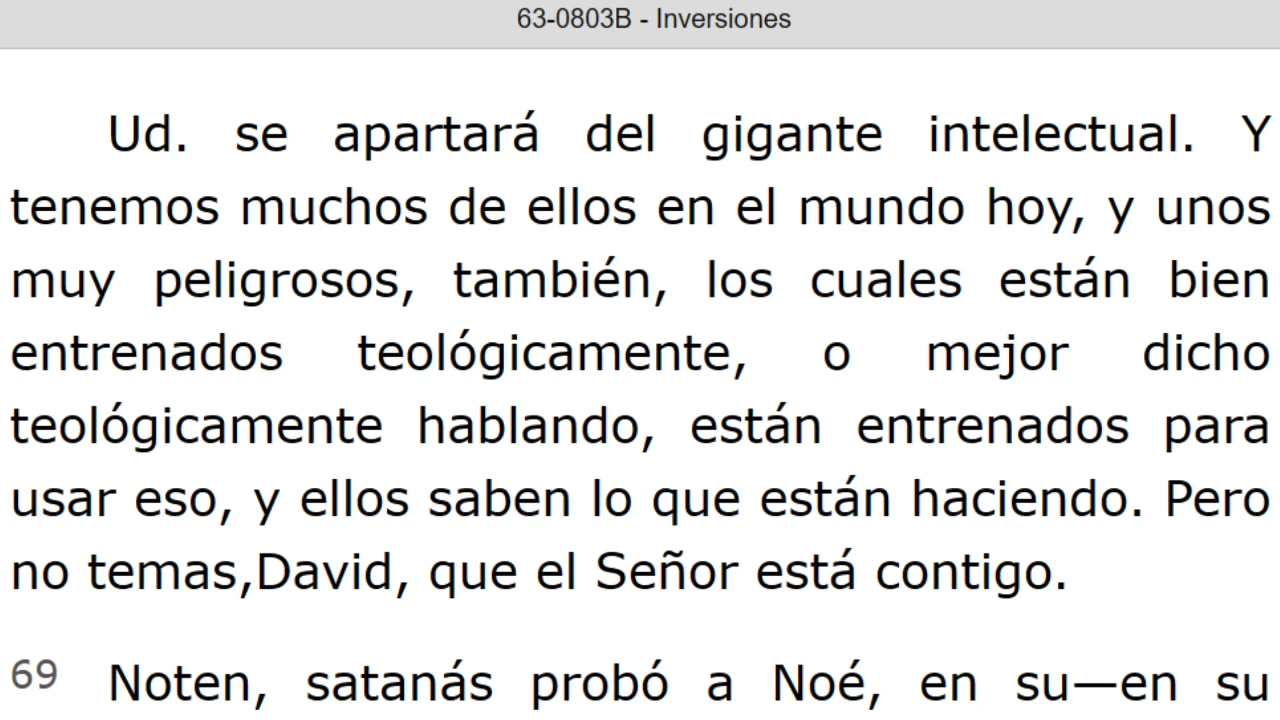 63-0803B - Inversiones
Ud. se apartará del gigante intelectual. Y
tenemos muchos de ellos en el mundo hoy, y unos
muy peligrosos, también, los cuales están bien
entrenados teológicamente, o mejor dicho
teológicamente hablando, están entrenados para
usar eso, y ellos saben lo que están haciendo. Pero
no temas,David, que el Señor está contigo.
69 Noten, satanás probó a Noé, en su—en su